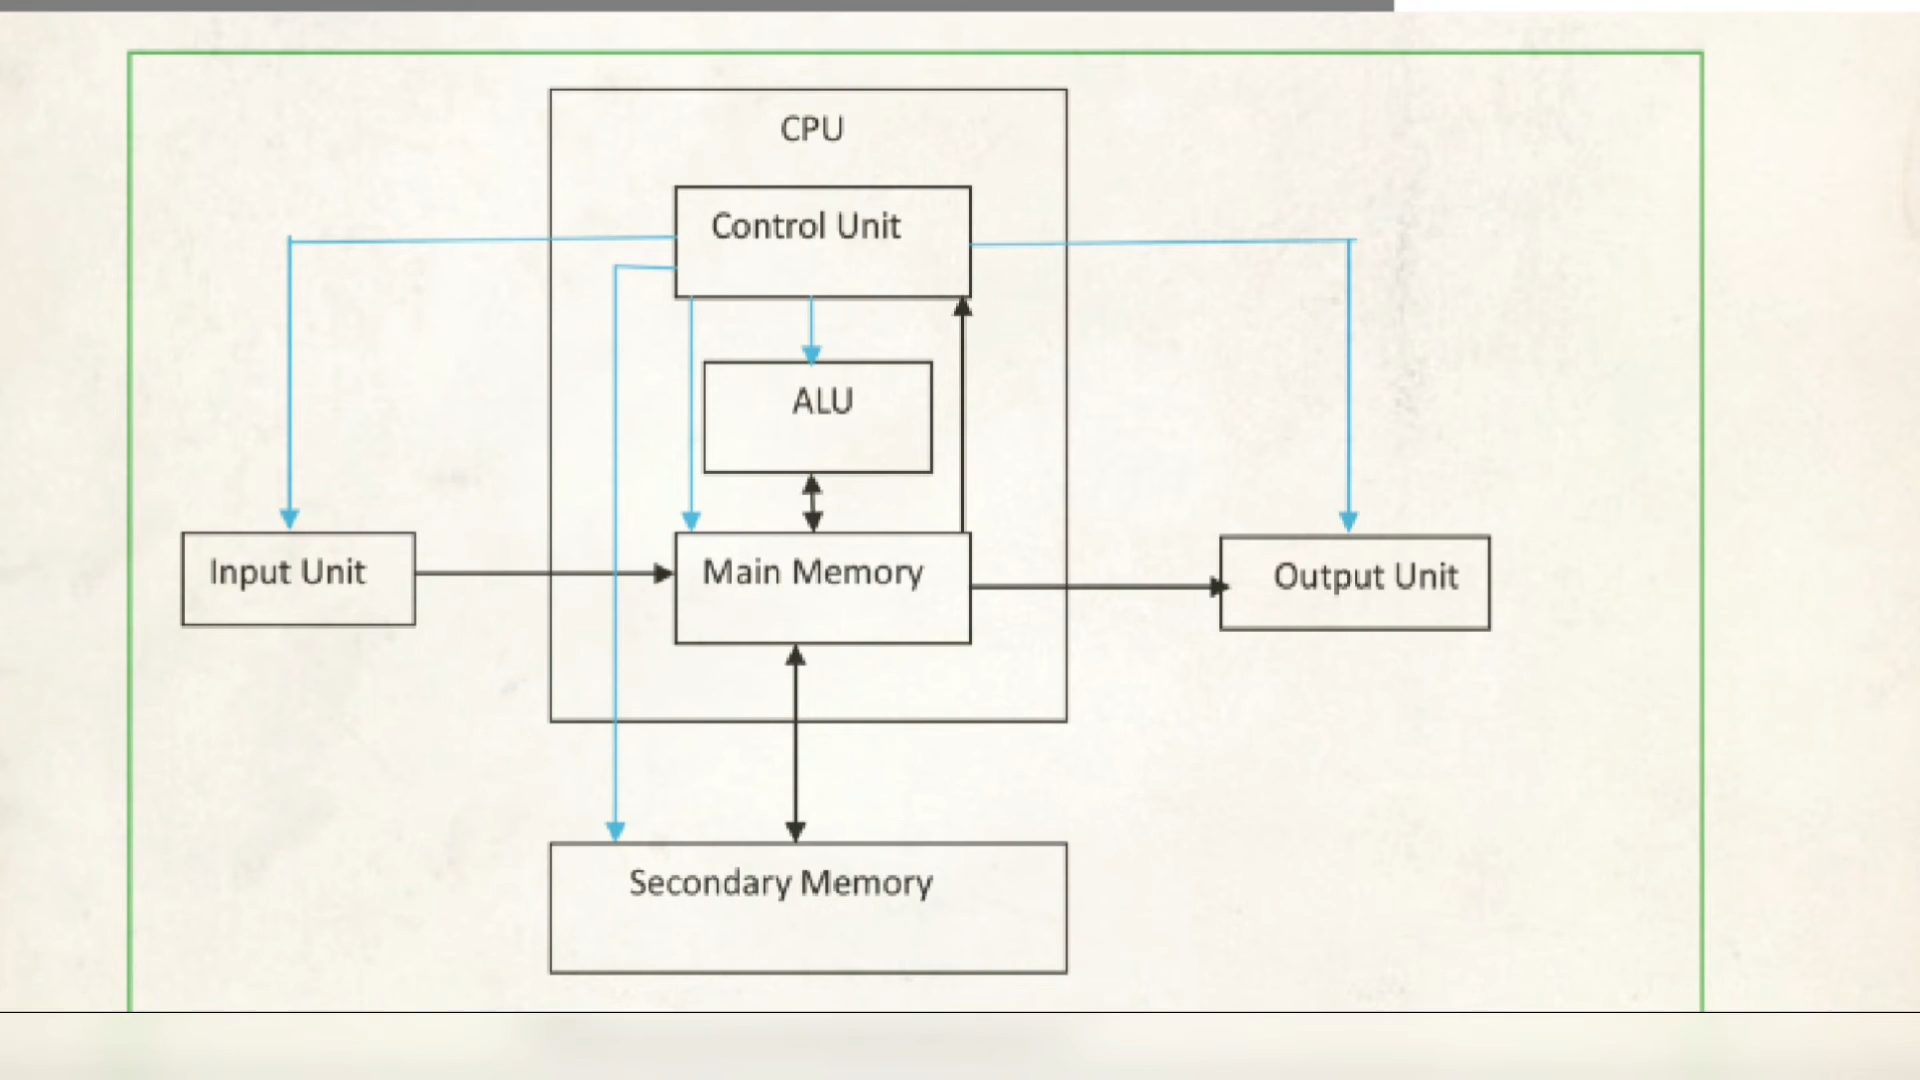 CPU
Control Unit
ALU
Input Unit
Main Memory
Output Unit
Secondary Memory